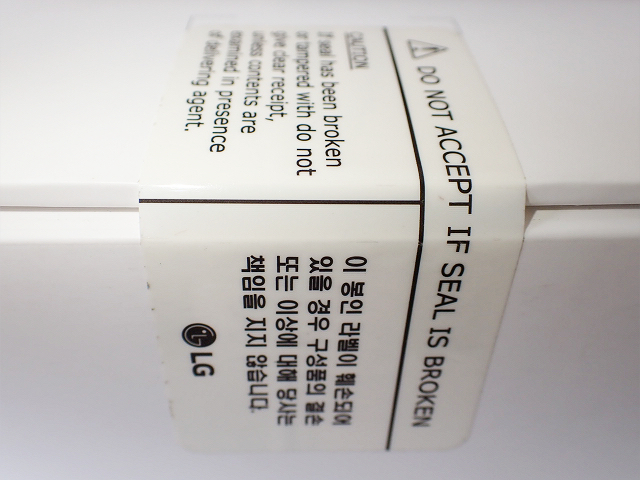 DO NOT ACCEPT IF SEAL IS BROKEN
CAUTION
If seal has been broken
or tampered with do not
give clear receipt,
unless contents are
examined in presence
of delivering agent.
이 봉인 라벨이 훼손되어
있을 경우 구성품의 결손
또는 이상에 대해 당사는
책임을 지지 않습니다.
LG